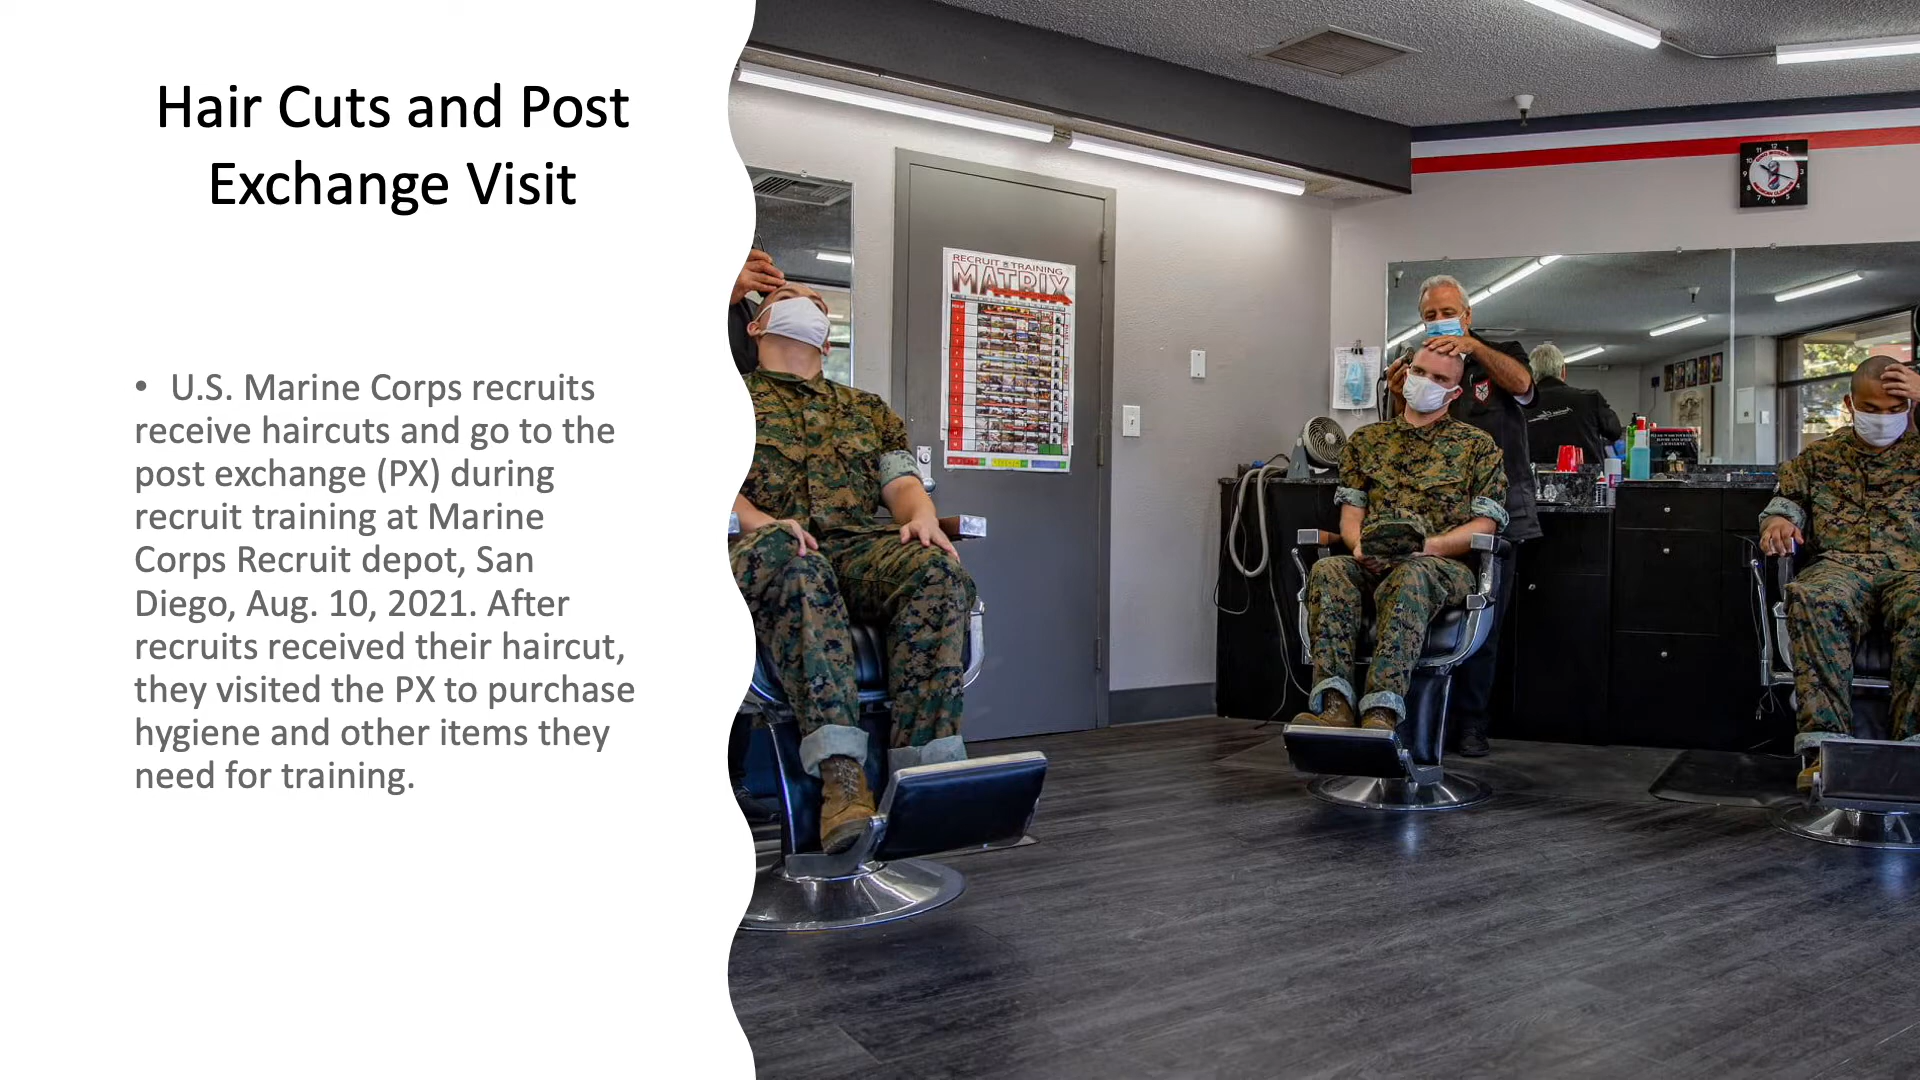 Hair Cuts and Post
Exchange Visit
• U.S. Marine Corps recruits
receive haircuts and go to the
post exchange (PX) during
recruit training at Marine
Corps Recruit depot, San
Diego, Aug. 10, 2021. After
recruits received their haircut,
they visited the PX to purchase
hygiene and other items they
need for training.
RECRUIT TRAINING
MATRIX